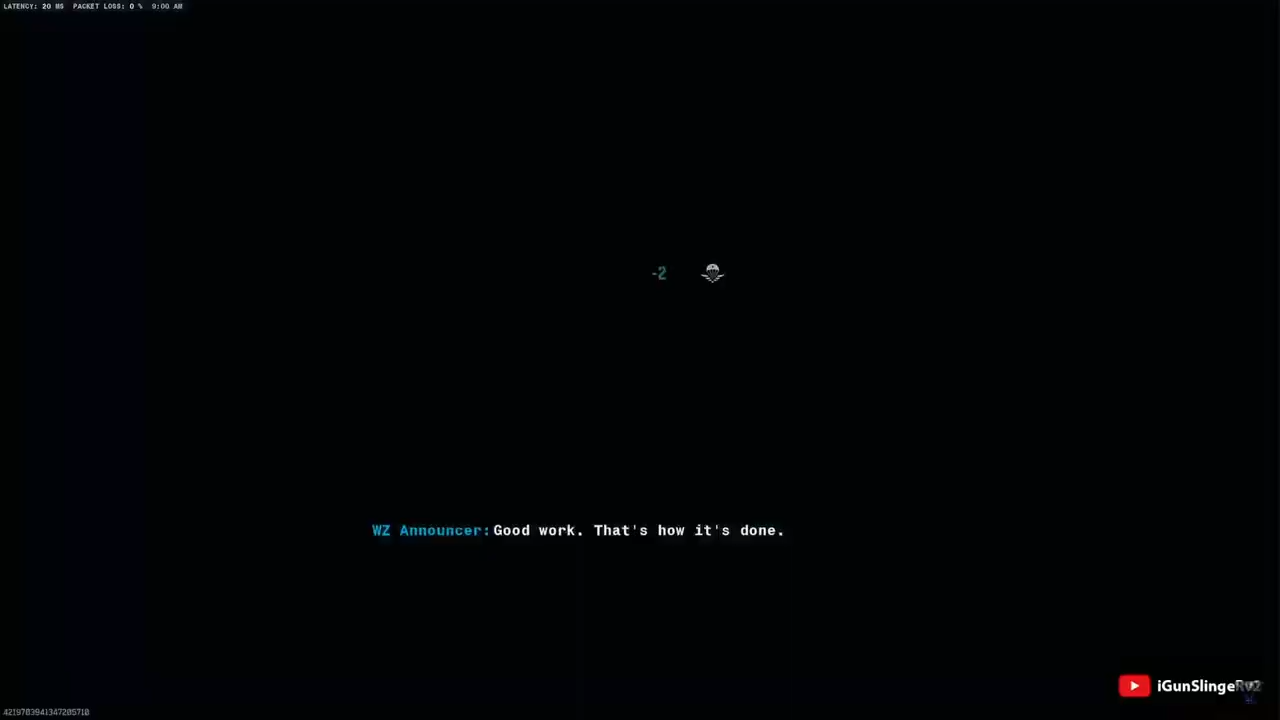 LATENCY: 20 MS PACKET LOSS: 0 % 9:00 AM
-2
WZ Announcer:Good work. That's how it's done.
iGunSlinge